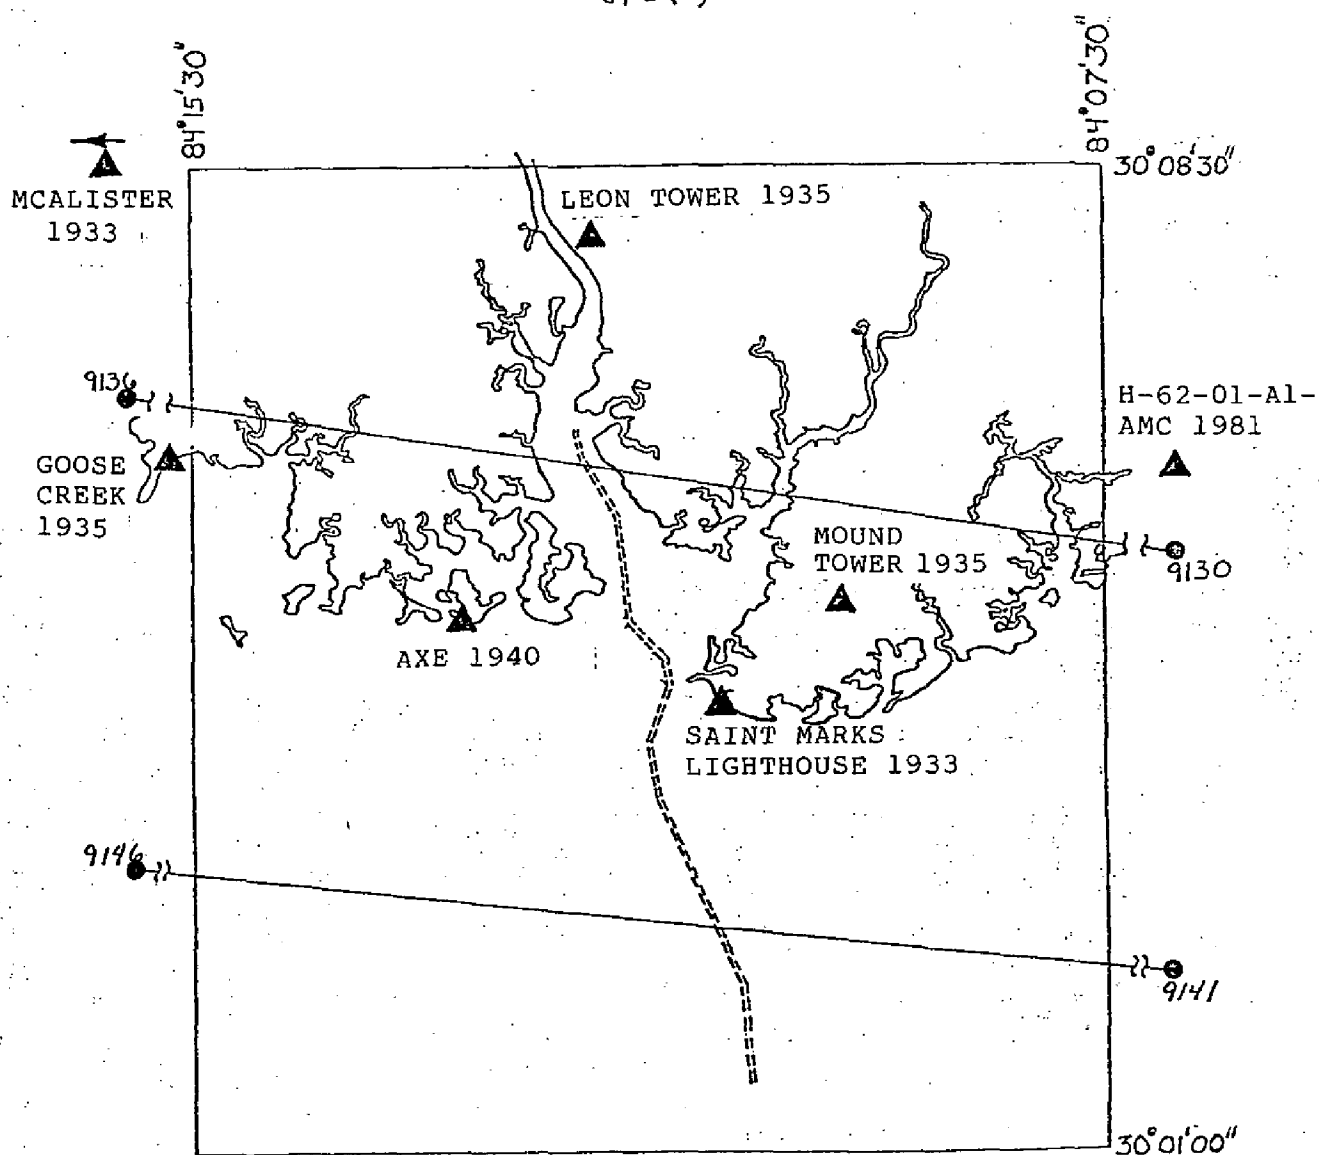 84°15'30"
84°07'30"
30°08'30"
MCALISTER
1933
LEON TOWER 1935
9136
H-62-01-A1-
AMC 1981
GOOSE
CREEK
1935
MOUND
TOWER 1935
9130
AXE 1940
SAINT MARKS
LIGHTHOUSE 1933
9146
9141
30°01'00"